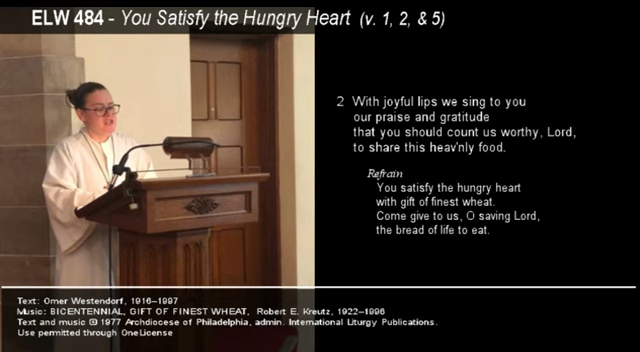 ELW 484 - You Satisfy the Hungry Heart (v. 1, 2, & 5)
2 With joyful lips we sing to you
our praise and gratitude
that you should count us worthy, Lord,
to share this heav'nly food.
Refrain
You satisfy the hungry heart
with gift of finest wheat.
Come give to us, O saving Lord,
the bread of life to eat.
Text: Omer Westendorf, 1916–1997
Music: BICENTENNIAL, GIFT OF FINEST WHEAT, Robert E. Kreutz, 1922–1996
Text and music © 1977 Archdiocese of Philadelphia, admin. International Liturgy Publications.
Use permitted through OneLicense